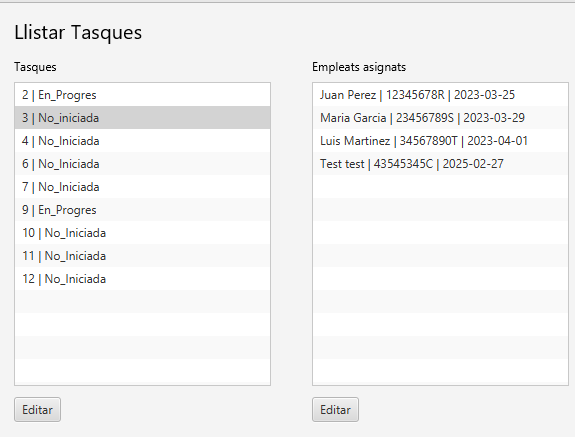 Llistar Tasques
Tasques
2 | En_Progres
3 | No_iniciada
4 | No_Iniciada
6 | No_Iniciada
7 | No_Iniciada
9 | En_Progres
10 | No_Iniciada
11 | No_Iniciada
12 | No_Iniciada
Editar
Empleats asignats
Juan Perez | 12345678R | 2023-03-25
Maria Garcia | 23456789S | 2023-03-29
Luis Martinez | 34567890T | 2023-04-01
Test test | 43545345C | 2025-02-27
Editar